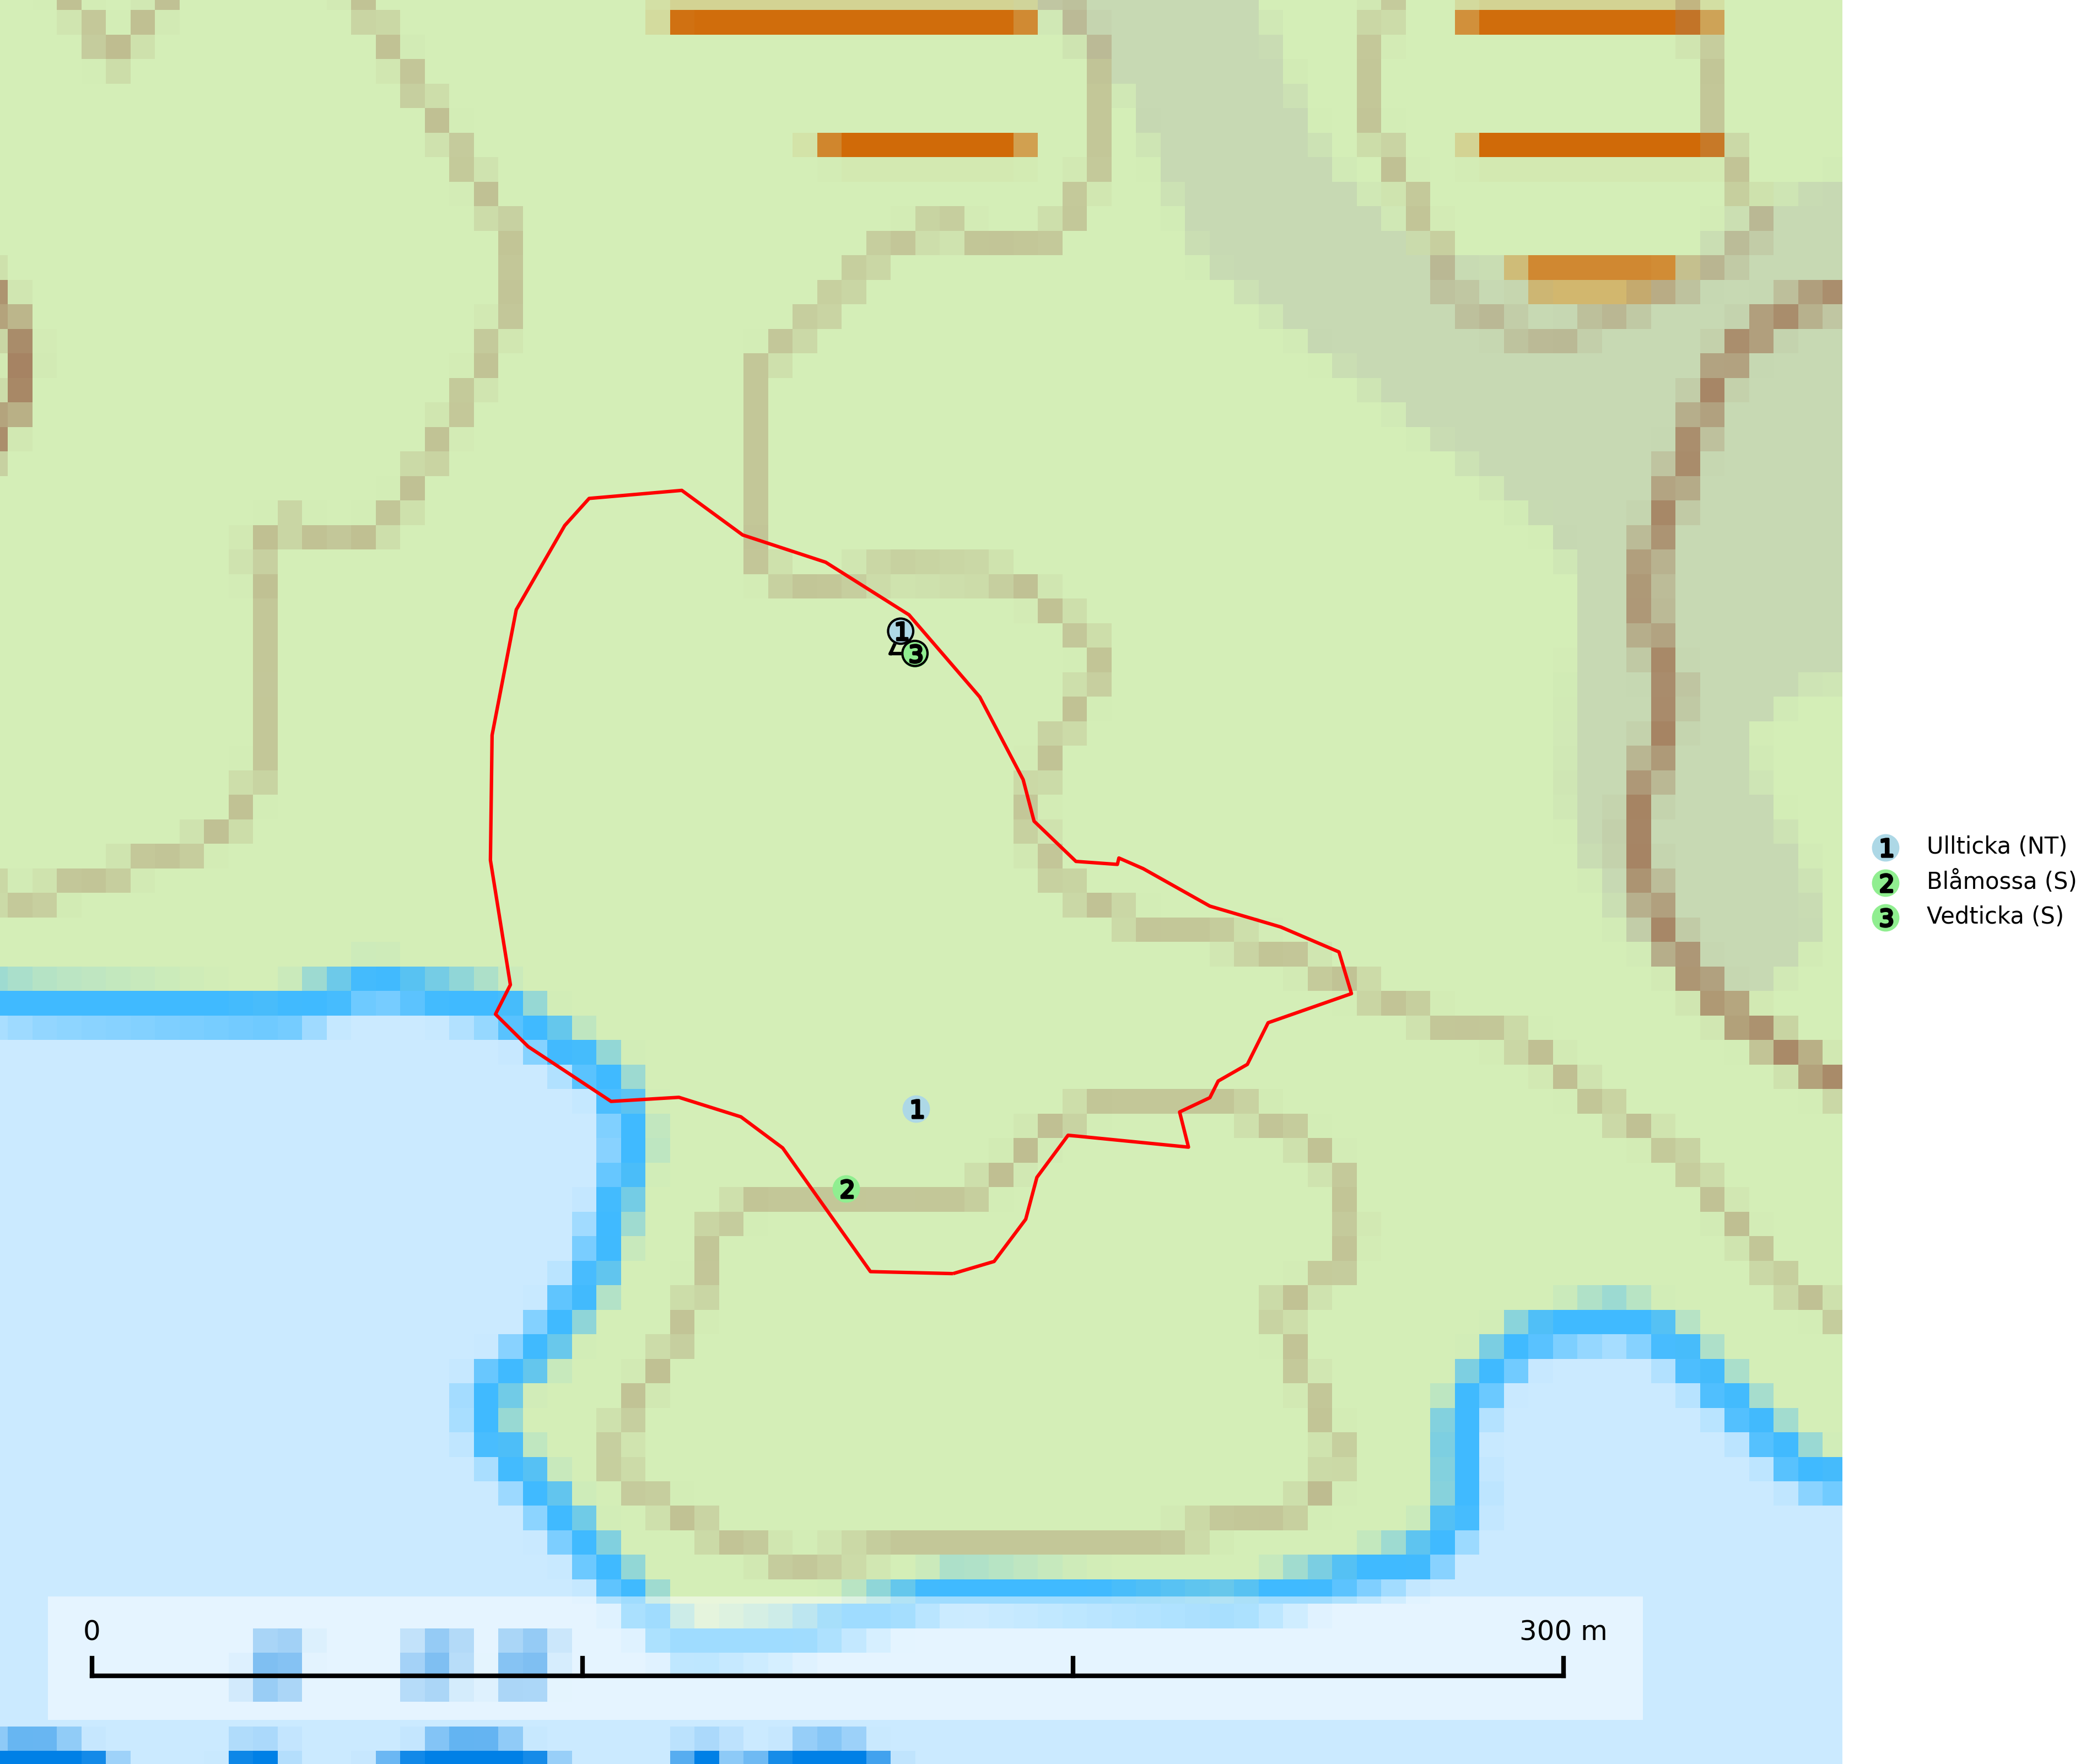 1
3
1 Ullticka (NT)
2 Blåmossa (S)
3 Vedticka (S)
1
2
0 300 m